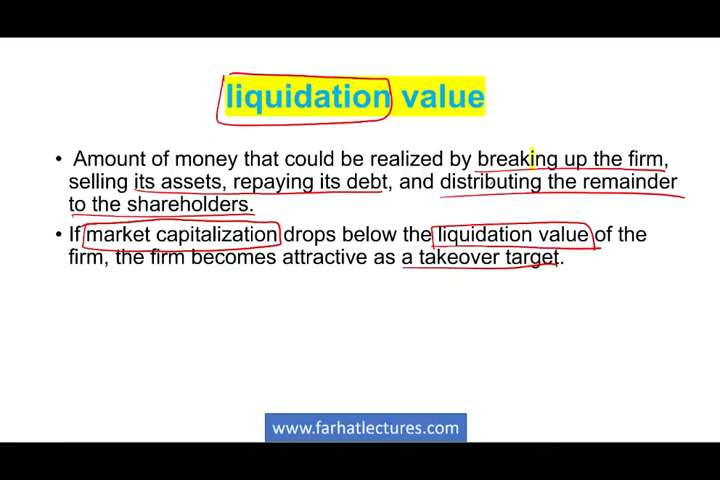 liquidation value
• Amount of money that could be realized by breaking up the firm,
selling its assets, repaying its debt, and distributing the remainder
to the shareholders.
• If market capitalization drops below the liquidation value of the
firm, the firm becomes attractive as a takeover target.
www.farhatlectures.com